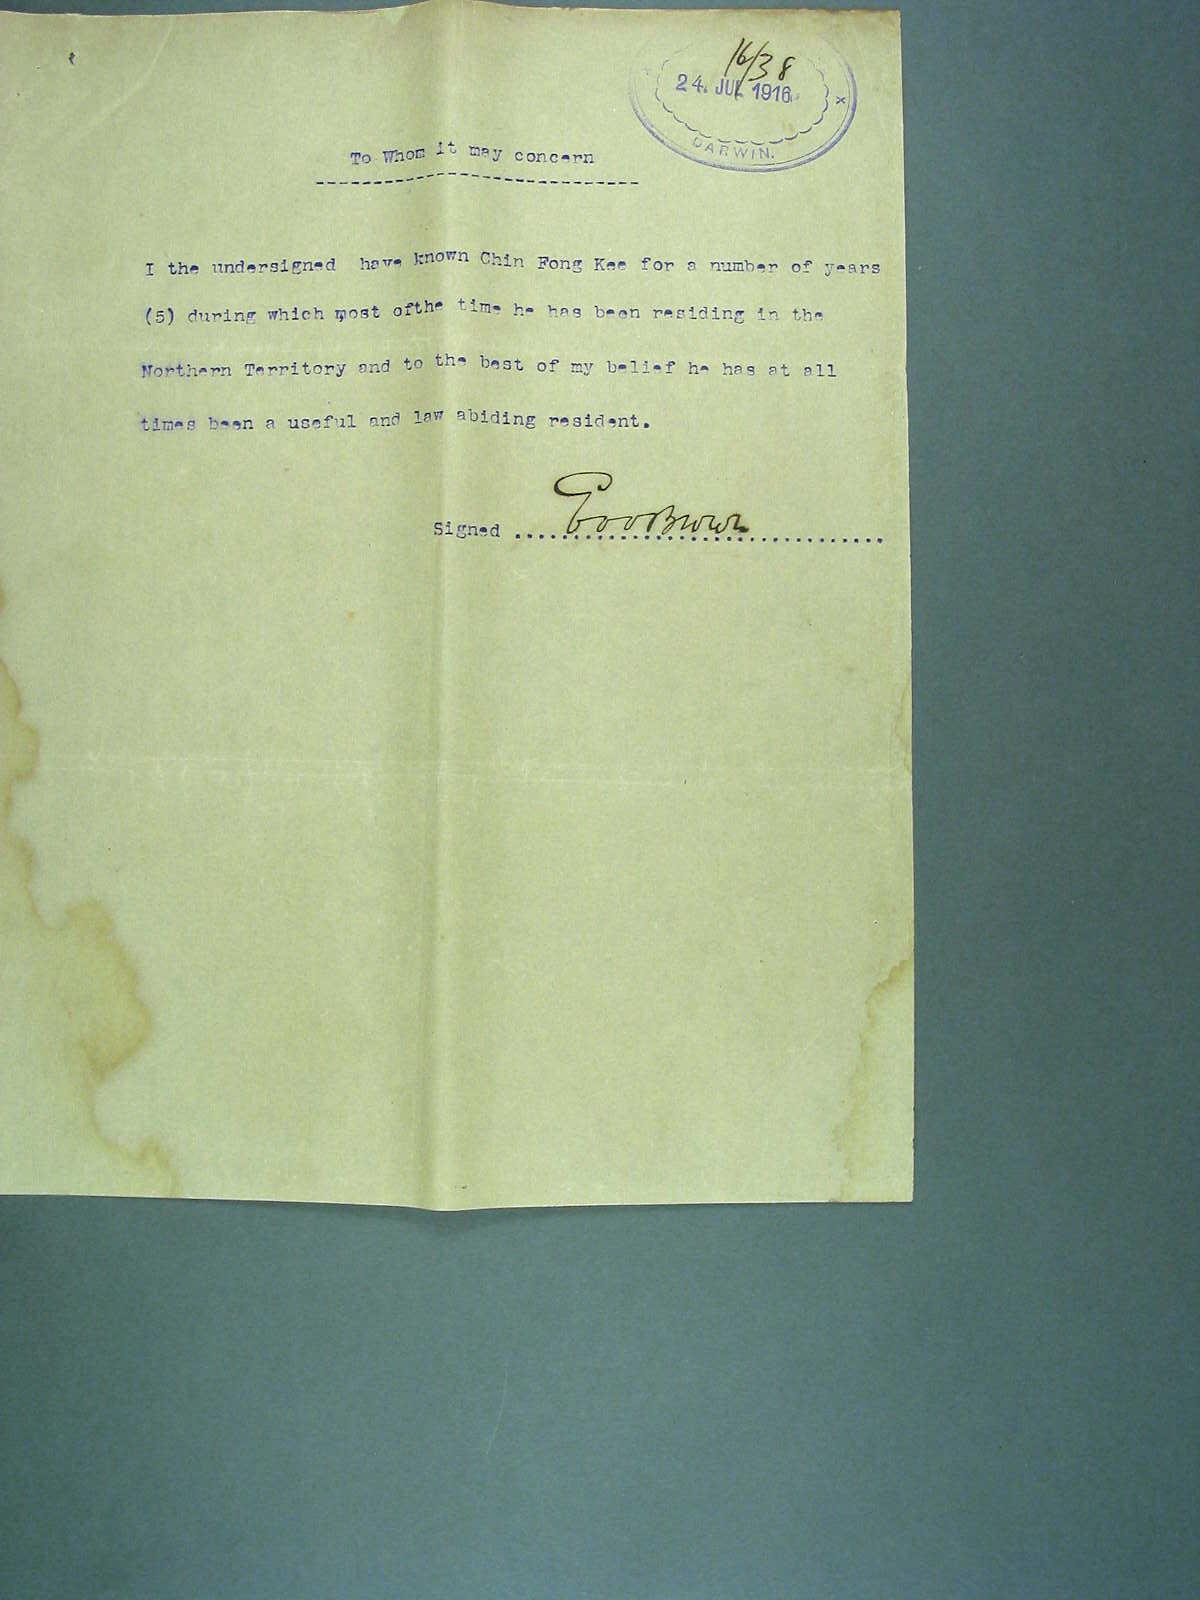 16/38
24. JUL 1916
DARWIN.
To Whom it may concern
I the undersigned have known Chin Fong Kee for a number of years
(5) during which most ofthe time he has been residing in the
Northern Territory and to the best of my belief he has at all
times been a useful and law abiding resident.
Signed ..................................